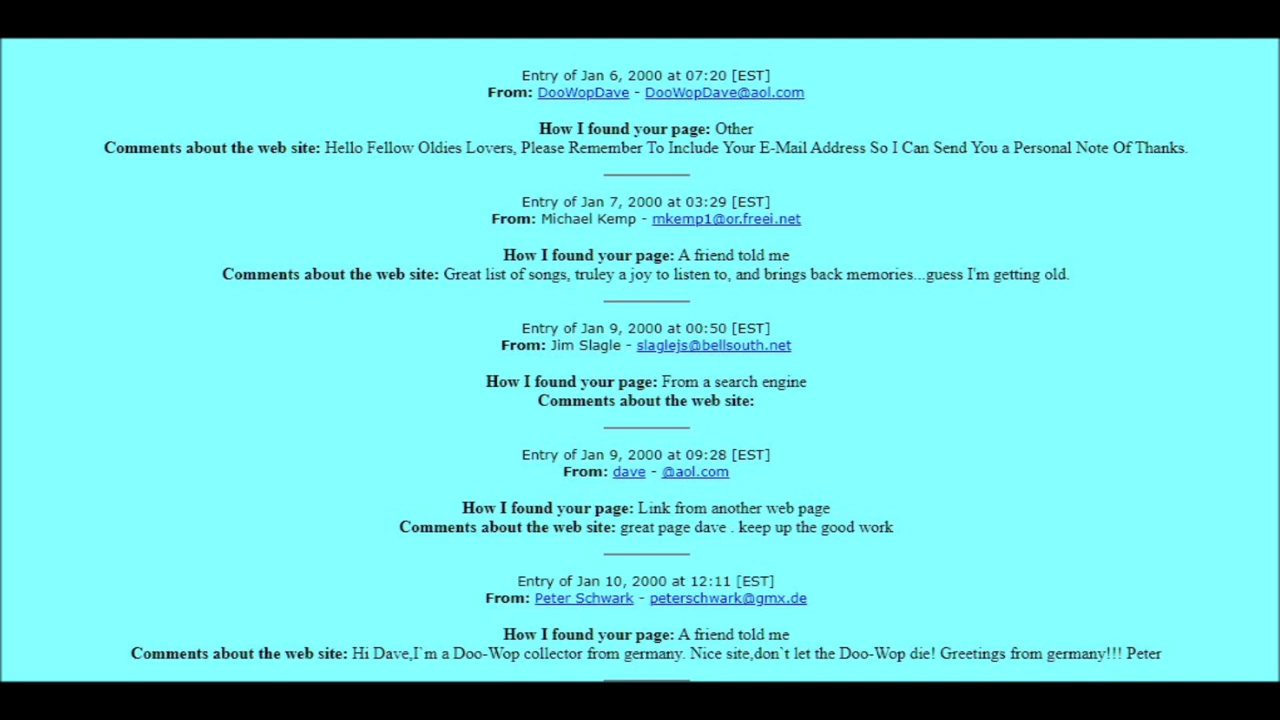 Entry of Jan 6, 2000 at 07:20 [EST]
From: DooWopDave - DooWopDave@aol.com
How I found your page: Other
Comments about the web site: Hello Fellow Oldies Lovers, Please Remember To Include Your E-Mail Address So I Can Send You a Personal Note Of Thanks.
Entry of Jan 7, 2000 at 03:29 [EST]
From: Michael Kemp - mkemp1@or.freei.net
How I found your page: A friend told me
Comments about the web site: Great list of songs, truley a joy to listen to, and brings back memories...guess I'm getting old.
Entry of Jan 9, 2000 at 00:50 [EST]
From: Jim Slagle - slaglejs@bellsouth.net
How I found your page: From a search engine
Comments about the web site:
Entry of Jan 9, 2000 at 09:28 [EST]
From: dave - @aol.com
How I found your page: Link from another web page
Comments about the web site: great page dave . keep up the good work
Entry of Jan 10, 2000 at 12:11 [EST]
From: Peter Schwark - peterschwark@gmx.de
How I found your page: A friend told me
Comments about the web site: Hi Dave,I`m a Doo-Wop collector from germany. Nice site,don`t let the Doo-Wop die! Greetings from germany!!! Peter